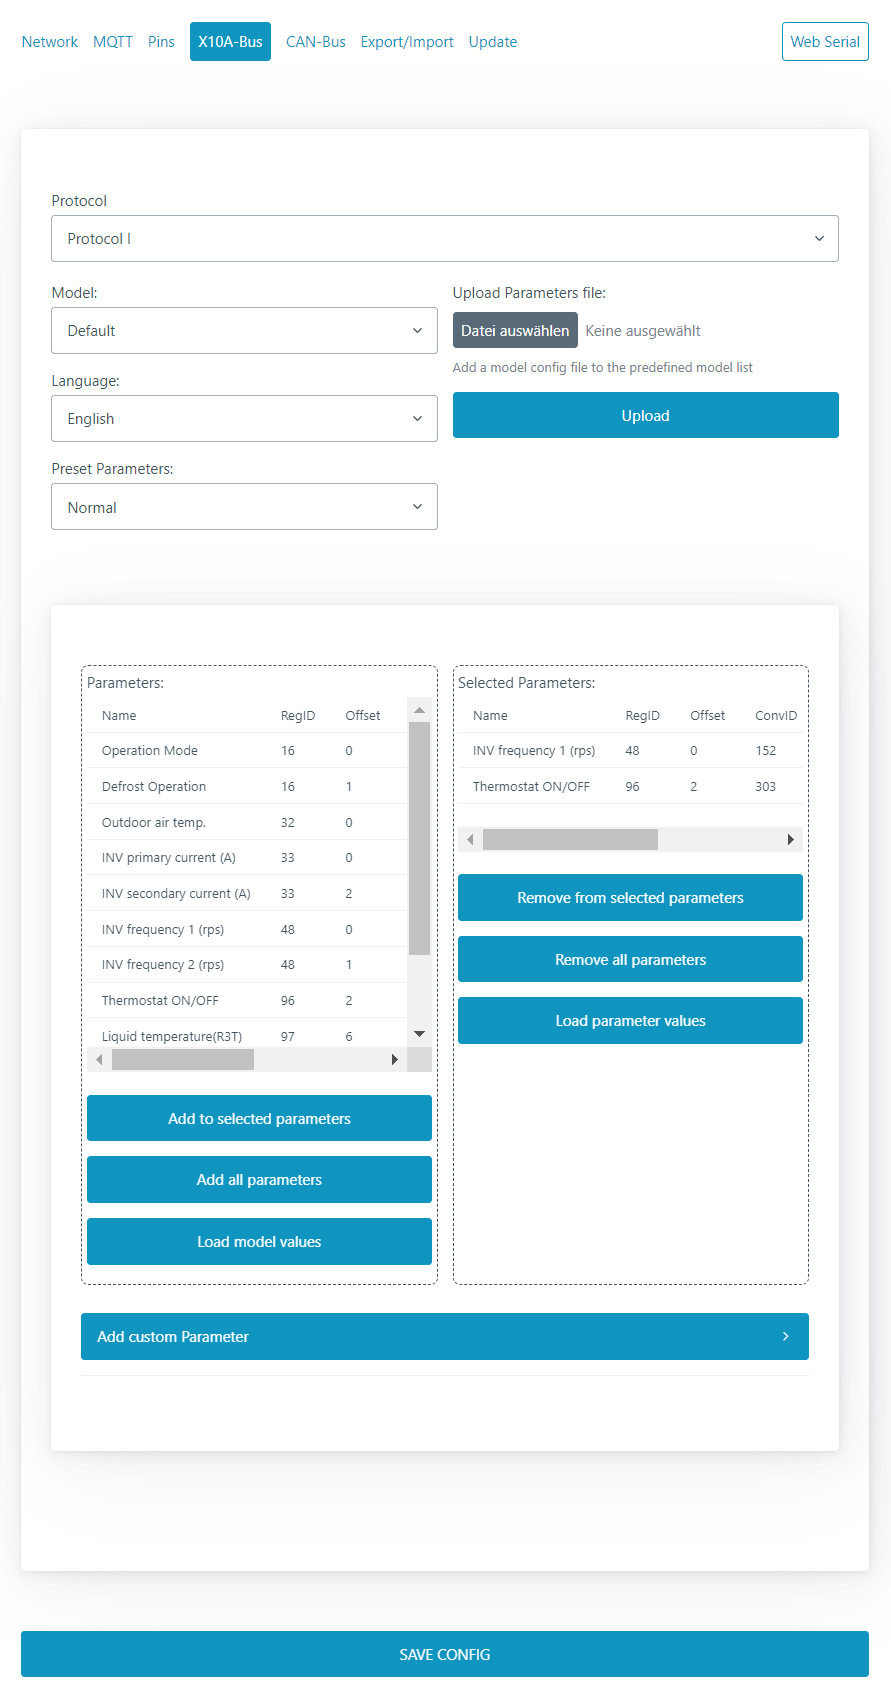 Network MQTT Pins X10A-Bus CAN-Bus Export/Import Update Web Serial
Protocol
Protocol I
Model:
Default
Language:
English
Preset Parameters:
Normal
Upload Parameters file:
Datei auswählen Keine ausgewählt
Add a model config file to the predefined model list
Upload
Parameters:
Name RegID Offset
Operation Mode 16 0
Defrost Operation 16 1
Outdoor air temp. 32 0
INV primary current (A) 33 0
INV secondary current (A) 33 2
INV frequency 1 (rps) 48 0
INV frequency 2 (rps) 48 1
Thermostat ON/OFF 96 2
Liquid temperature(R3T) 97 6
Add to selected parameters
Add all parameters
Load model values
Selected Parameters:
Name RegID Offset ConvID
INV frequency 1 (rps) 48 0 152
Thermostat ON/OFF 96 2 303
Remove from selected parameters
Remove all parameters
Load parameter values
Add custom Parameter
SAVE CONFIG